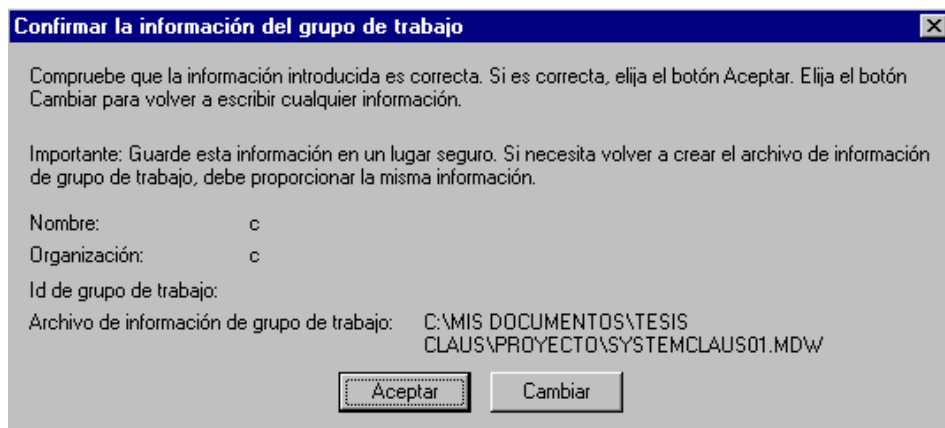 Confirmar la información del grupo de trabajo
Compruebe que la información introducida es correcta. Si es correcta, elija el botón Aceptar. Elija el botón
Cambiar para volver a escribir cualquier información.
Importante: Guarde esta información en un lugar seguro. Si necesita volver a crear el archivo de información
de grupo de trabajo, debe proporcionar la misma información.
Nombre: c
Organización: c
Id de grupo de trabajo:
Archivo de información de grupo de trabajo: C:\MIS DOCUMENTOS\TESIS
CLAUS\PROYECTO\SYSTEMCLAUS01.MDW
Aceptar Cambiar